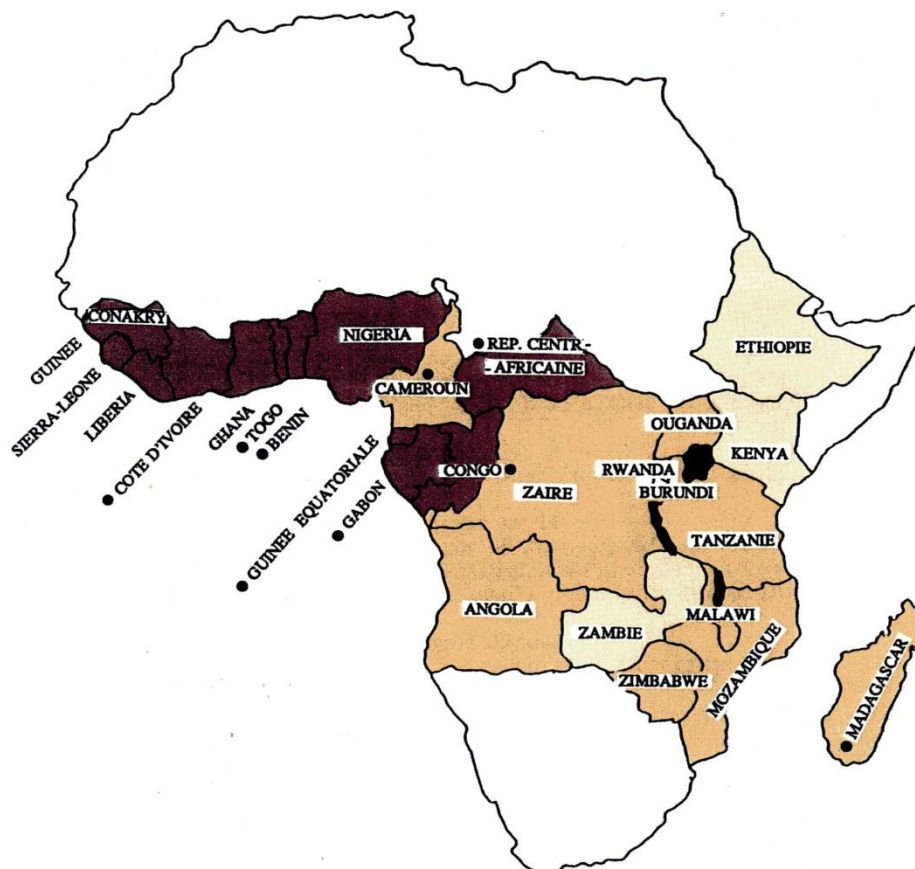 CONAKRY
GUINEE
SIERRA-LEONE
LIBERIA
COTE D'IVOIRE
GHANA
TOGO
BENIN
NIGERIA
CAMEROUN
REP. CENTR-
-AFRICAINE
ETHIOPIE
OUGANDA
KENYA
RWANDA
BURUNDI
CONGO
ZAIRE
GUINEE EQUATORIALE
GABON
TANZANIE
ANGOLA
ZAMBIE
MALAWI
ZIMBABWE
MOZAMBIQUE
MADAGASCAR